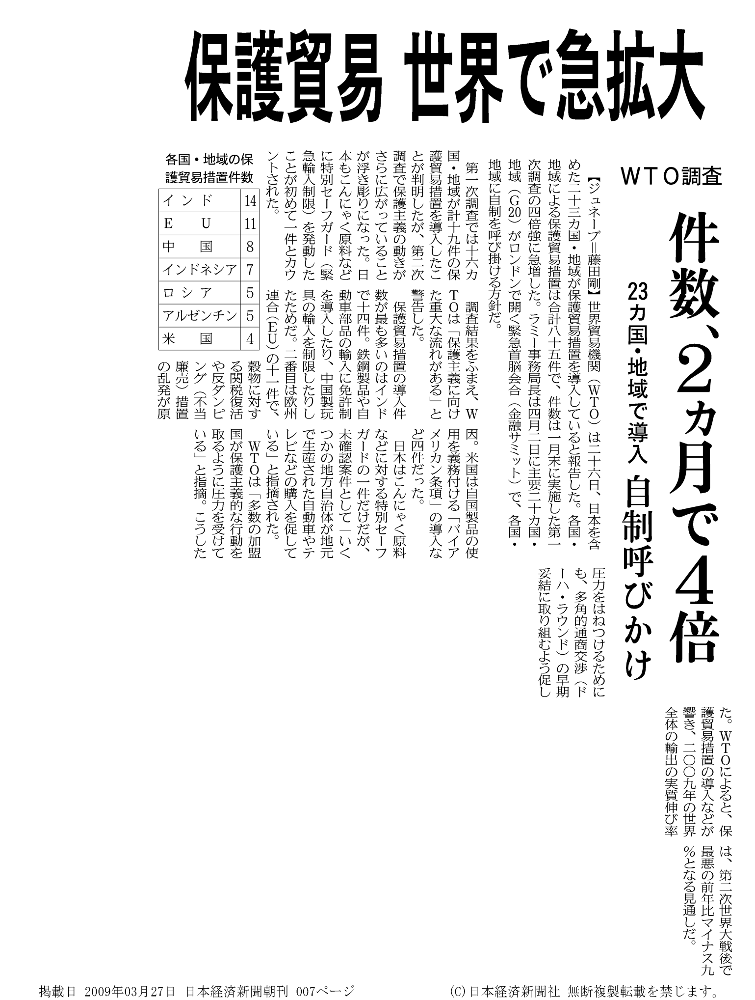 保護貿易 世界で急拡大
WTO調査
件数、2ヵ月で4倍
23カ国・地域で導入 自制呼びかけ
【ジュネーブ=藤田剛】世界貿易機関(WTO)は二十六日、日本を含
めた二十三カ国・地域が保護貿易措置を導入していると報告した。各国・
地域による保護貿易措置は合計八十五件で、件数は一月末に実施した第一
次調査の四倍強に急増した。ラミー事務局長は四月二日に主要二十カ国・
地域(G20)がロンドンで開く緊急首脳会合(金融サミット)で、各国・
地域に自制を呼び掛ける方針だ。
第一次調査では十六カ
国・地域が計十九件の保
護貿易措置を導入したこ
とが判明したが、第二次
調査で保護主義の動きが
さらに広がっていること
が浮き彫りになった。日
本もこんにゃく原料など
に特別セーフガード(緊
急輸入制限)を発動した
ことが初めて一件とカウ
ントされた。
各国・地域の保
護貿易措置件数
インド 14
EU 11
中国 8
インドネシア 7
ロシア 5
アルゼンチン 5
米国 4
調査結果をふまえ、W
TOは「保護主義に向け
た重大な流れがある」と
警告した。
保護貿易措置の導入件
数が最も多いのはインド
で十四件。鉄鋼製品や自
動車部品の輸入に免許制
を導入したり、中国製玩
具の輸入を制限したりし
たためだ。二番目は欧州
連合(EU)の十一件で、
穀物に対す
る関税復活
や反ダンピ
ング(不当
廉売)措置
の乱発が原
因。米国は自国製品の使
用を義務付ける「バイア
メリカン条項」の導入な
ど四件だった。
日本はこんにゃく原料
などに対する特別セーフ
ガードの一件だけだが、
未確認案件として「いく
つかの地方自治体が地元
で生産された自動車やテ
レビなどの購入を促して
いる」と指摘された。
WTOは「多数の加盟
国が保護主義的な行動を
取るように圧力を受けて
いる」と指摘。こうした
圧力をはねつけるために
も、多角的通商交渉(ド
ーハ・ラウンド)の早期
妥結に取り組むよう促し
た。WTOによると、保
護貿易措置の導入などが
響き、二〇〇九年の世界
全体の輸出の実質伸び率
は、第二次世界大戦後で
最悪の前年比マイナス九
%となる見通しだ。
掲載日 2009年03月27日 日本経済新聞朝刊 007ページ
(C)日本経済新聞社 無断複製転載を禁じます。